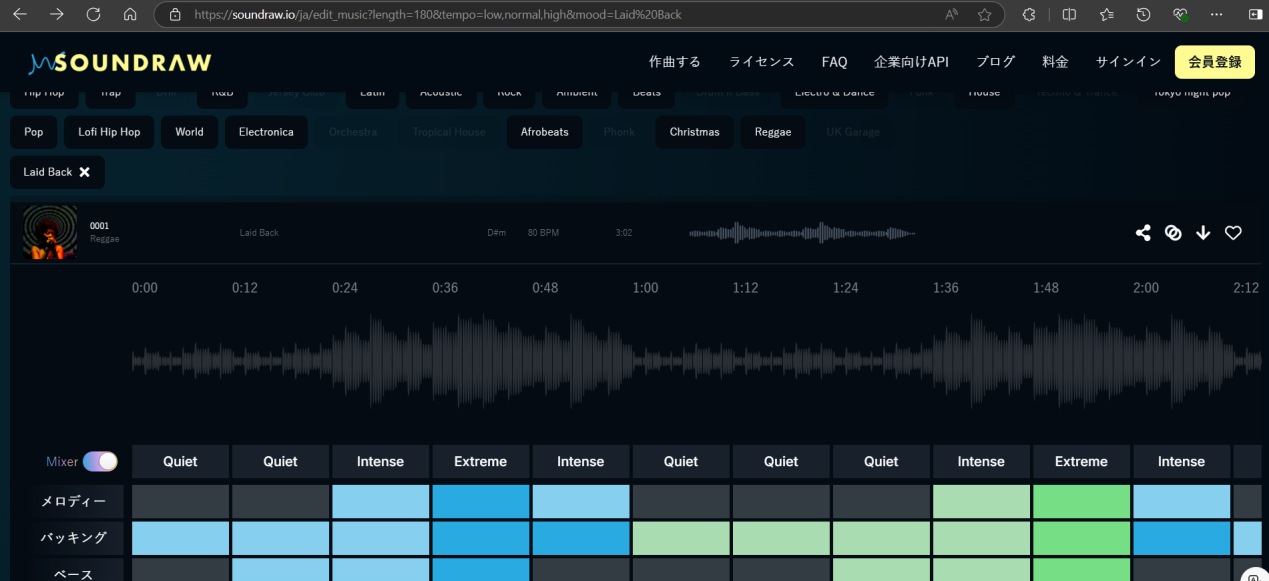 https://soundraw.io/ja/edit_music?length=180&tempo=low,normal,high&mood=Laid%20Back
SOUNDRAW 作曲する ライセンス FAQ 企業向けAPI ブログ 料金 サインイン 会員登録
Hip Hop Trap Drill R&B Jersey Club Latin Acoustic Rock Ambient Beats Drum n Bass Electro & Dance Funk House Techno & Trance Tokyo night pop
Pop Lofi Hip Hop World Electronica Orchestra Tropical House Afrobeats Phonk Christmas Reggae UK Garage
Laid Back
0001
Reggae Laid Back D#m 80 BPM 3:02
0:00 0:12 0:24 0:36 0:48 1:00 1:12 1:24 1:36 1:48 2:00 2:12
Mixer Quiet Quiet Intense Extreme Intense Quiet Quiet Quiet Intense Extreme Intense
メロディー
バッキング
ベース